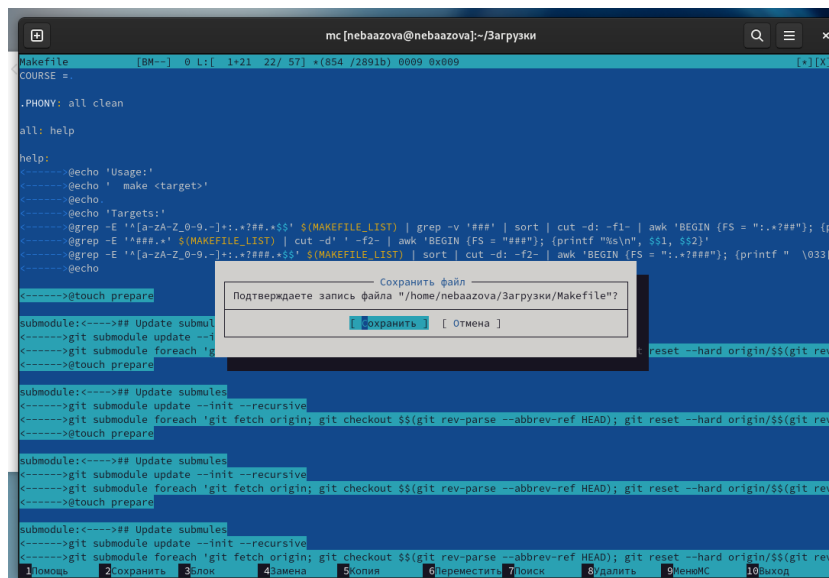 mc [nebaazova@nebaazova]:~/Загрузки
Makefile [BM--] 0 L:[ 1+21 22/ 57] *(854 /2891b) 0009 0x009 [*][X]
COURSE =.
.PHONY: all clean
all: help
help:
<------>@echo 'Usage:'
<------>@echo ' make <target>'
<------>@echo.
<------>@echo 'Targets:'
<------>@grep -E '^[a-zA-Z_0-9.-]+:.*?##.*$$' $(MAKEFILE_LIST) | grep -v '###' | sort | cut -d: -f1- | awk 'BEGIN {FS = ":.*?##"}; {p
<------>@grep -E '^###.*' $(MAKEFILE_LIST) | cut -d' ' -f2- | awk 'BEGIN {FS = "###"}; {printf "%s\n", $$1, $$2}'
<------>@grep -E '^[a-zA-Z_0-9.-]+:.*?###.*$$' $(MAKEFILE_LIST) | sort | cut -d: -f2- | awk 'BEGIN {FS = ":.*?###"}; {printf " \033[
<------>@echo
Сохранить файл
<------>@touch prepare
Подтверждаете запись файла "/home/nebaazova/Загрузки/Makefile"?
submodule:<---->## Update submul
[ Сохранить ] [ Отмена ]
<------>git submodule update --i
<------>git submodule foreach 'g t reset --hard origin/$$(git rev
<------>@touch prepare
submodule:<---->## Update submules
<------>git submodule update --init --recursive
<------>git submodule foreach 'git fetch origin; git checkout $$(git rev-parse --abbrev-ref HEAD); git reset --hard origin/$$(git rev
<------>@touch prepare
submodule:<---->## Update submules
<------>git submodule update --init --recursive
<------>git submodule foreach 'git fetch origin; git checkout $$(git rev-parse --abbrev-ref HEAD); git reset --hard origin/$$(git rev
<------>@touch prepare
submodule:<---->## Update submules
<------>git submodule update --init --recursive
<------>git submodule foreach 'git fetch origin; git checkout $$(git rev-parse --abbrev-ref HEAD); git reset --hard origin/$$(git rev
1Помощь 2Сохранить 3Блок 4Замена 5Копия 6Переместить 7Поиск 8Удалить 9МенюMC 10Выход